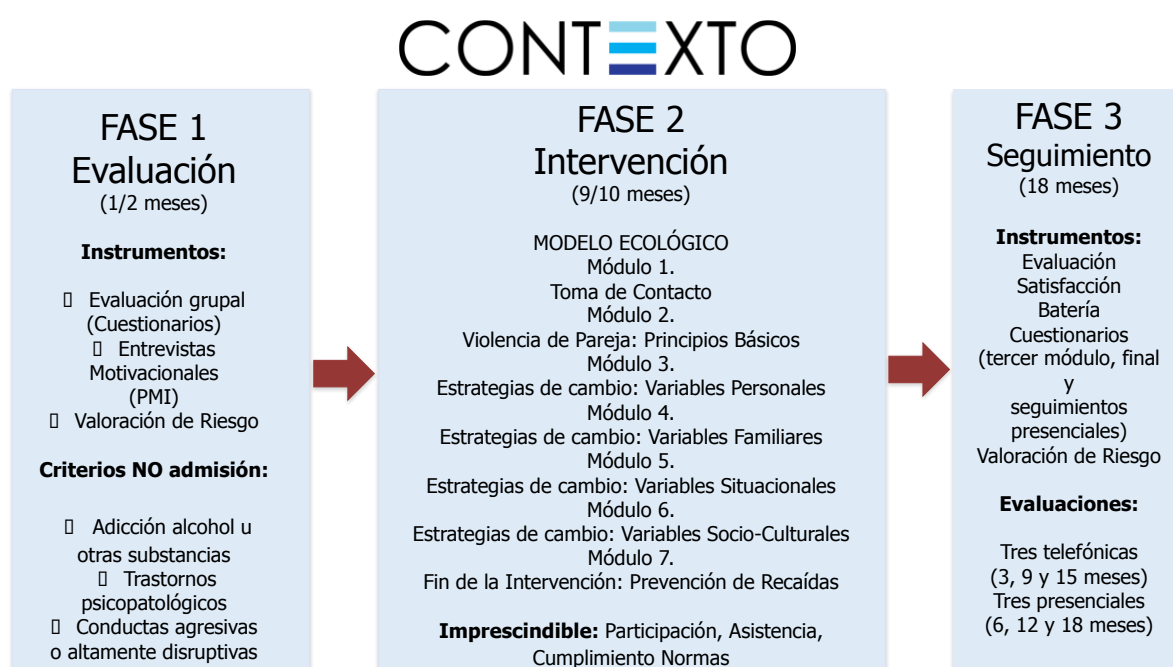 CONTEXTO
FASE 1
Evaluación
(1/2 meses)
Instrumentos:
▯ Evaluación grupal
(Cuestionarios)
▯ Entrevistas
Motivacionales
(PMI)
▯ Valoración de Riesgo
Criterios NO admisión:
▯ Adicción alcohol u
otras substancias
▯ Trastornos
psicopatológicos
▯ Conductas agresivas
o altamente disruptivas
FASE 2
Intervención
(9/10 meses)
MODELO ECOLÓGICO
Módulo 1.
Toma de Contacto
Módulo 2.
Violencia de Pareja: Principios Básicos
Módulo 3.
Estrategias de cambio: Variables Personales
Módulo 4.
Estrategias de cambio: Variables Familiares
Módulo 5.
Estrategias de cambio: Variables Situacionales
Módulo 6.
Estrategias de cambio: Variables Socio-Culturales
Módulo 7.
Fin de la Intervención: Prevención de Recaídas
Imprescindible: Participación, Asistencia,
Cumplimiento Normas
FASE 3
Seguimiento
(18 meses)
Instrumentos:
Evaluación
Satisfacción
Batería
Cuestionarios
(tercer módulo, final
y
seguimientos
presenciales)
Valoración de Riesgo
Evaluaciones:
Tres telefónicas
(3, 9 y 15 meses)
Tres presenciales
(6, 12 y 18 meses)